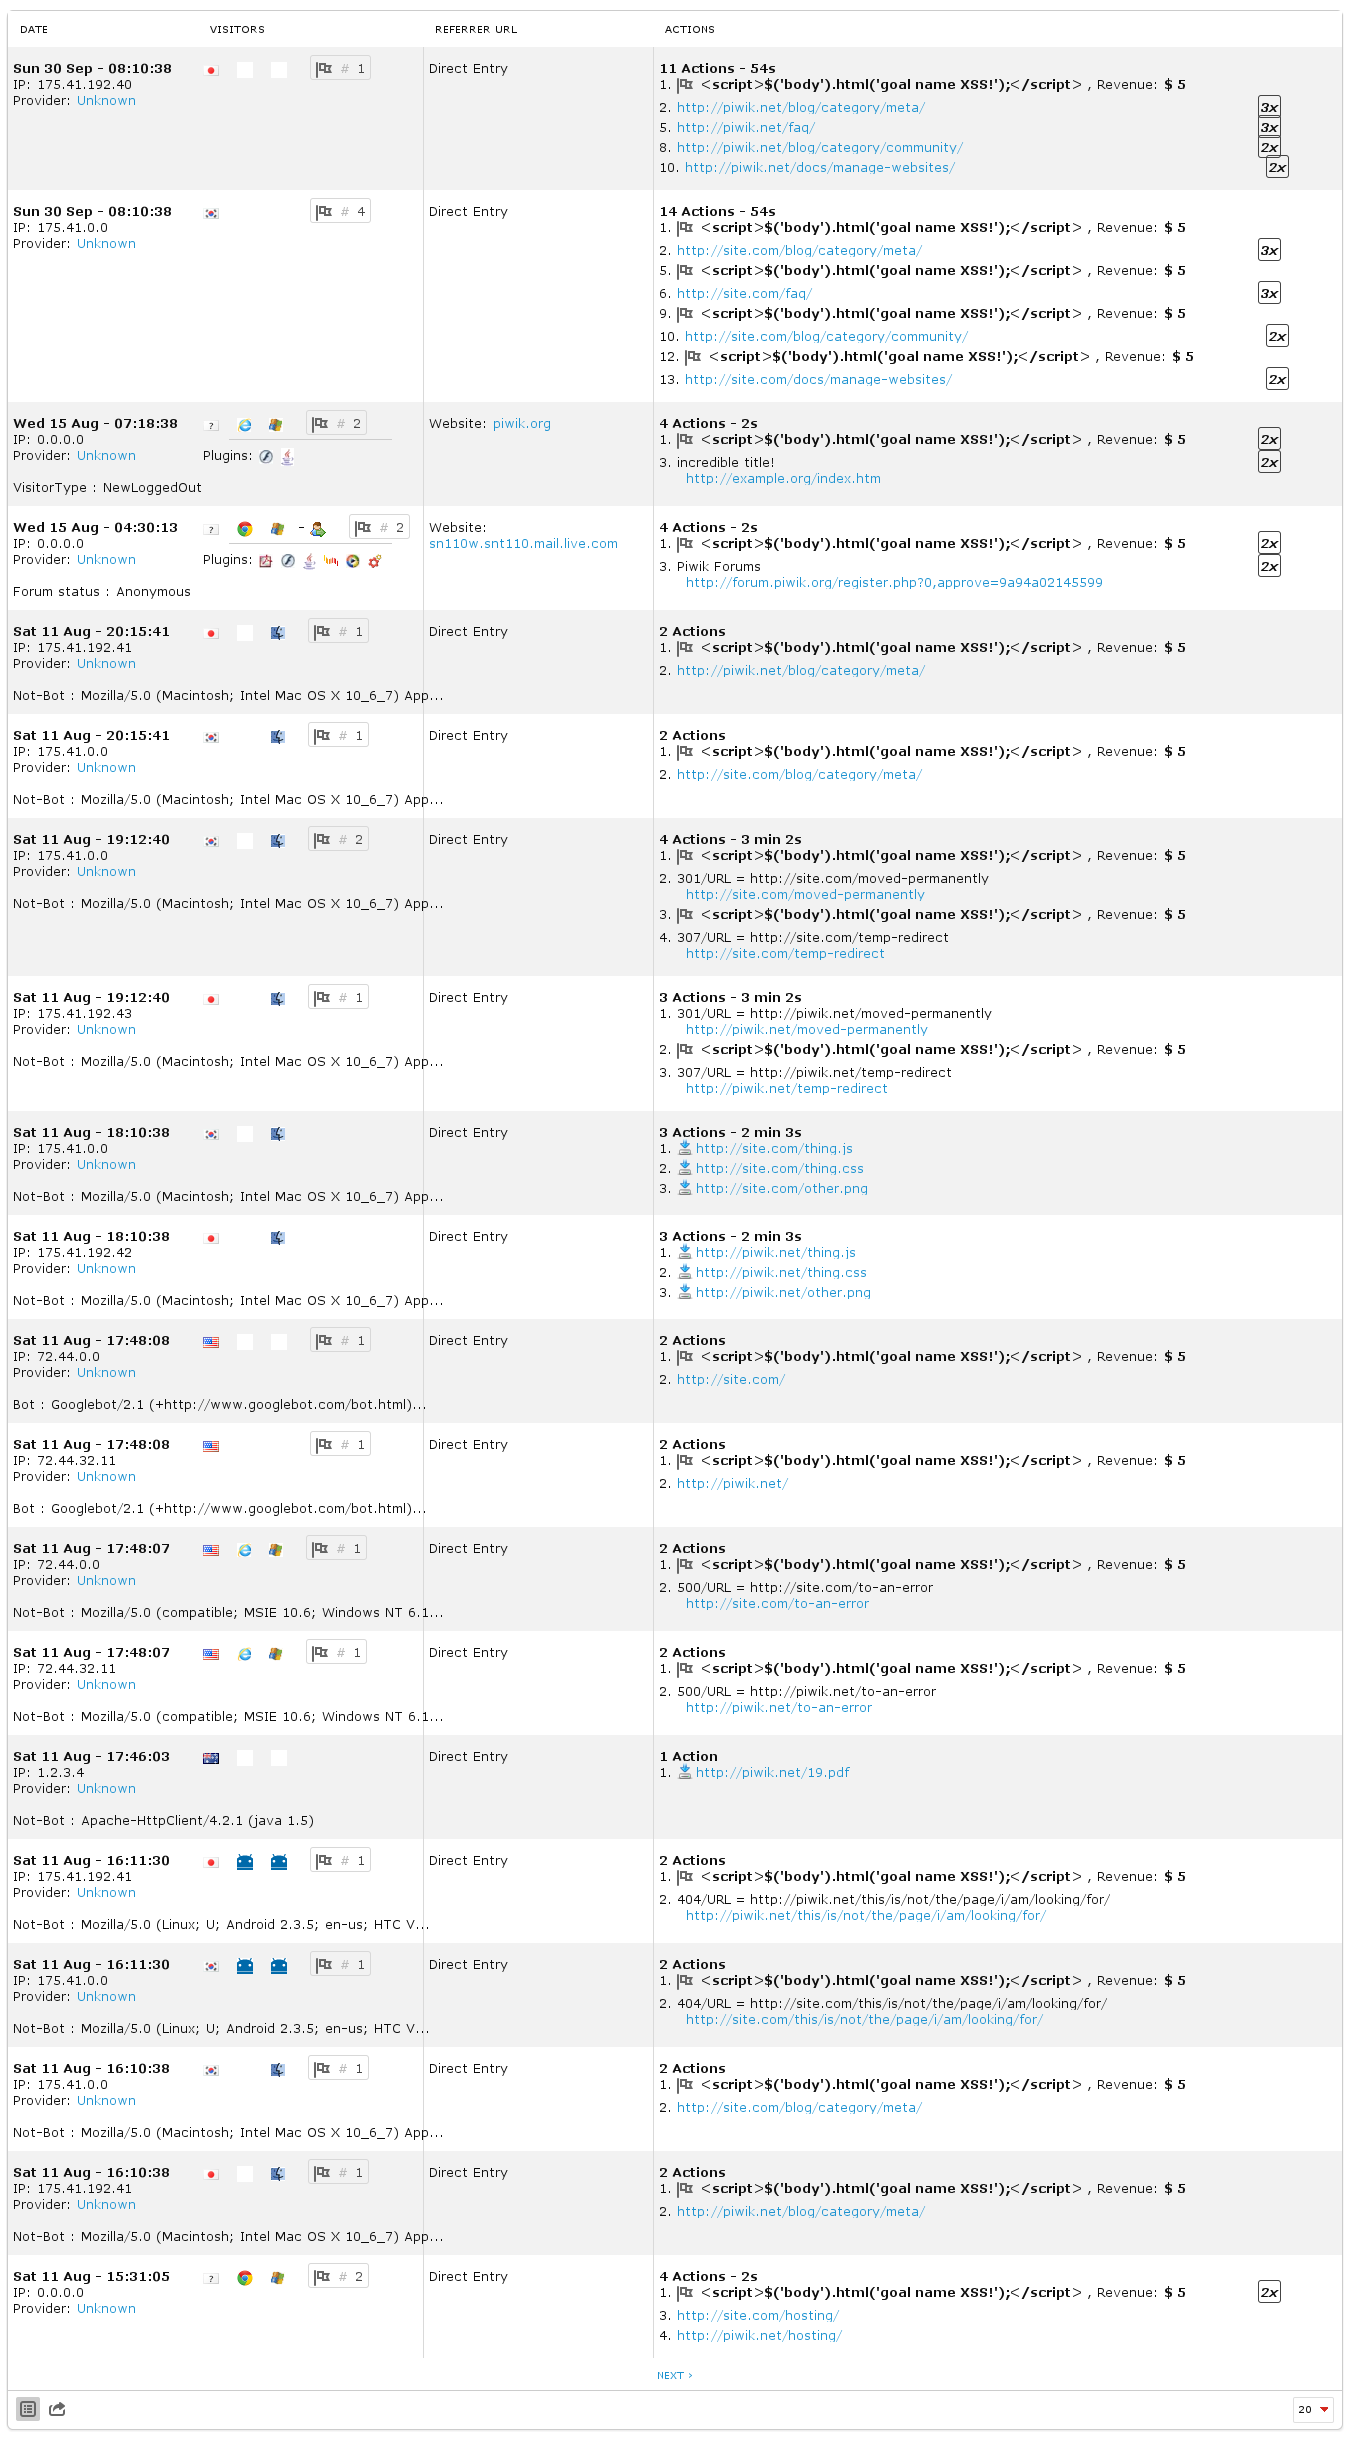 DATE VISITORS REFERRER URL ACTIONS
Sun 30 Sep - 08:10:38 # 1 Direct Entry 11 Actions - 54s
IP: 175.41.192.40 1. <script>$('body').html('goal name XSS!');</script> , Revenue: $ 5
Provider: Unknown
2. http://piwik.net/blog/category/meta/ 3x
5. http://piwik.net/faq/ 3x
8. http://piwik.net/blog/category/community/ 2x
10. http://piwik.net/docs/manage-websites/ 2x
Sun 30 Sep - 08:10:38 # 4 Direct Entry 14 Actions - 54s
IP: 175.41.0.0 1. <script>$('body').html('goal name XSS!');</script> , Revenue: $ 5
Provider: Unknown
2. http://site.com/blog/category/meta/ 3x
5. <script>$('body').html('goal name XSS!');</script> , Revenue: $ 5
6. http://site.com/faq/ 3x
9. <script>$('body').html('goal name XSS!');</script> , Revenue: $ 5
10. http://site.com/blog/category/community/ 2x
12. <script>$('body').html('goal name XSS!');</script> , Revenue: $ 5
13. http://site.com/docs/manage-websites/ 2x
Wed 15 Aug - 07:18:38 ? # 2 Website: piwik.org 4 Actions - 2s
IP: 0.0.0.0 1. <script>$('body').html('goal name XSS!');</script> , Revenue: $ 5 2x
Provider: Unknown Plugins:
3. incredible title! 2x
http://example.org/index.htm
VisitorType : NewLoggedOut
Wed 15 Aug - 04:30:13 ? - # 2 Website: 4 Actions - 2s
IP: 0.0.0.0 sn110w.snt110.mail.live.com 1. <script>$('body').html('goal name XSS!');</script> , Revenue: $ 5 2x
Provider: Unknown Plugins:
3. Piwik Forums 2x
http://forum.piwik.org/register.php?0,approve=9a94a02145599
Forum status : Anonymous
Sat 11 Aug - 20:15:41 # 1 Direct Entry 2 Actions
IP: 175.41.192.41 1. <script>$('body').html('goal name XSS!');</script> , Revenue: $ 5
Provider: Unknown
2. http://piwik.net/blog/category/meta/
Not-Bot : Mozilla/5.0 (Macintosh; Intel Mac OS X 10_6_7) App...
Sat 11 Aug - 20:15:41 # 1 Direct Entry 2 Actions
IP: 175.41.0.0 1. <script>$('body').html('goal name XSS!');</script> , Revenue: $ 5
Provider: Unknown
2. http://site.com/blog/category/meta/
Not-Bot : Mozilla/5.0 (Macintosh; Intel Mac OS X 10_6_7) App...
Sat 11 Aug - 19:12:40 # 2 Direct Entry 4 Actions - 3 min 2s
IP: 175.41.0.0 1. <script>$('body').html('goal name XSS!');</script> , Revenue: $ 5
Provider: Unknown
2. 301/URL = http://site.com/moved-permanently
http://site.com/moved-permanently
Not-Bot : Mozilla/5.0 (Macintosh; Intel Mac OS X 10_6_7) App...
3. <script>$('body').html('goal name XSS!');</script> , Revenue: $ 5
4. 307/URL = http://site.com/temp-redirect
http://site.com/temp-redirect
Sat 11 Aug - 19:12:40 # 1 Direct Entry 3 Actions - 3 min 2s
IP: 175.41.192.43 1. 301/URL = http://piwik.net/moved-permanently
Provider: Unknown http://piwik.net/moved-permanently
2. <script>$('body').html('goal name XSS!');</script> , Revenue: $ 5
Not-Bot : Mozilla/5.0 (Macintosh; Intel Mac OS X 10_6_7) App...
3. 307/URL = http://piwik.net/temp-redirect
http://piwik.net/temp-redirect
Sat 11 Aug - 18:10:38 Direct Entry 3 Actions - 2 min 3s
IP: 175.41.0.0 1. http://site.com/thing.js
Provider: Unknown 2. http://site.com/thing.css
3. http://site.com/other.png
Not-Bot : Mozilla/5.0 (Macintosh; Intel Mac OS X 10_6_7) App...
Sat 11 Aug - 18:10:38 Direct Entry 3 Actions - 2 min 3s
IP: 175.41.192.42 1. http://piwik.net/thing.js
Provider: Unknown 2. http://piwik.net/thing.css
3. http://piwik.net/other.png
Not-Bot : Mozilla/5.0 (Macintosh; Intel Mac OS X 10_6_7) App...
Sat 11 Aug - 17:48:08 # 1 Direct Entry 2 Actions
IP: 72.44.0.0 1. <script>$('body').html('goal name XSS!');</script> , Revenue: $ 5
Provider: Unknown
2. http://site.com/
Bot : Googlebot/2.1 (+http://www.googlebot.com/bot.html)...
Sat 11 Aug - 17:48:08 # 1 Direct Entry 2 Actions
IP: 72.44.32.11 1. <script>$('body').html('goal name XSS!');</script> , Revenue: $ 5
Provider: Unknown
2. http://piwik.net/
Bot : Googlebot/2.1 (+http://www.googlebot.com/bot.html)...
Sat 11 Aug - 17:48:07 # 1 Direct Entry 2 Actions
IP: 72.44.0.0 1. <script>$('body').html('goal name XSS!');</script> , Revenue: $ 5
Provider: Unknown
2. 500/URL = http://site.com/to-an-error
http://site.com/to-an-error
Not-Bot : Mozilla/5.0 (compatible; MSIE 10.6; Windows NT 6.1...
Sat 11 Aug - 17:48:07 # 1 Direct Entry 2 Actions
IP: 72.44.32.11 1. <script>$('body').html('goal name XSS!');</script> , Revenue: $ 5
Provider: Unknown
2. 500/URL = http://piwik.net/to-an-error
http://piwik.net/to-an-error
Not-Bot : Mozilla/5.0 (compatible; MSIE 10.6; Windows NT 6.1...
Sat 11 Aug - 17:46:03 Direct Entry 1 Action
IP: 1.2.3.4 1. http://piwik.net/19.pdf
Provider: Unknown
Not-Bot : Apache-HttpClient/4.2.1 (java 1.5)
Sat 11 Aug - 16:11:30 # 1 Direct Entry 2 Actions
IP: 175.41.192.41 1. <script>$('body').html('goal name XSS!');</script> , Revenue: $ 5
Provider: Unknown
2. 404/URL = http://piwik.net/this/is/not/the/page/i/am/looking/for/
http://piwik.net/this/is/not/the/page/i/am/looking/for/
Not-Bot : Mozilla/5.0 (Linux; U; Android 2.3.5; en-us; HTC V...
Sat 11 Aug - 16:11:30 # 1 Direct Entry 2 Actions
IP: 175.41.0.0 1. <script>$('body').html('goal name XSS!');</script> , Revenue: $ 5
Provider: Unknown
2. 404/URL = http://site.com/this/is/not/the/page/i/am/looking/for/
http://site.com/this/is/not/the/page/i/am/looking/for/
Not-Bot : Mozilla/5.0 (Linux; U; Android 2.3.5; en-us; HTC V...
Sat 11 Aug - 16:10:38 # 1 Direct Entry 2 Actions
IP: 175.41.0.0 1. <script>$('body').html('goal name XSS!');</script> , Revenue: $ 5
Provider: Unknown
2. http://site.com/blog/category/meta/
Not-Bot : Mozilla/5.0 (Macintosh; Intel Mac OS X 10_6_7) App...
Sat 11 Aug - 16:10:38 # 1 Direct Entry 2 Actions
IP: 175.41.192.41 1. <script>$('body').html('goal name XSS!');</script> , Revenue: $ 5
Provider: Unknown
2. http://piwik.net/blog/category/meta/
Not-Bot : Mozilla/5.0 (Macintosh; Intel Mac OS X 10_6_7) App...
Sat 11 Aug - 15:31:05 ? # 2 Direct Entry 4 Actions - 2s
IP: 0.0.0.0 1. <script>$('body').html('goal name XSS!');</script> , Revenue: $ 5 2x
Provider: Unknown
3. http://site.com/hosting/
4. http://piwik.net/hosting/
NEXT ›
20